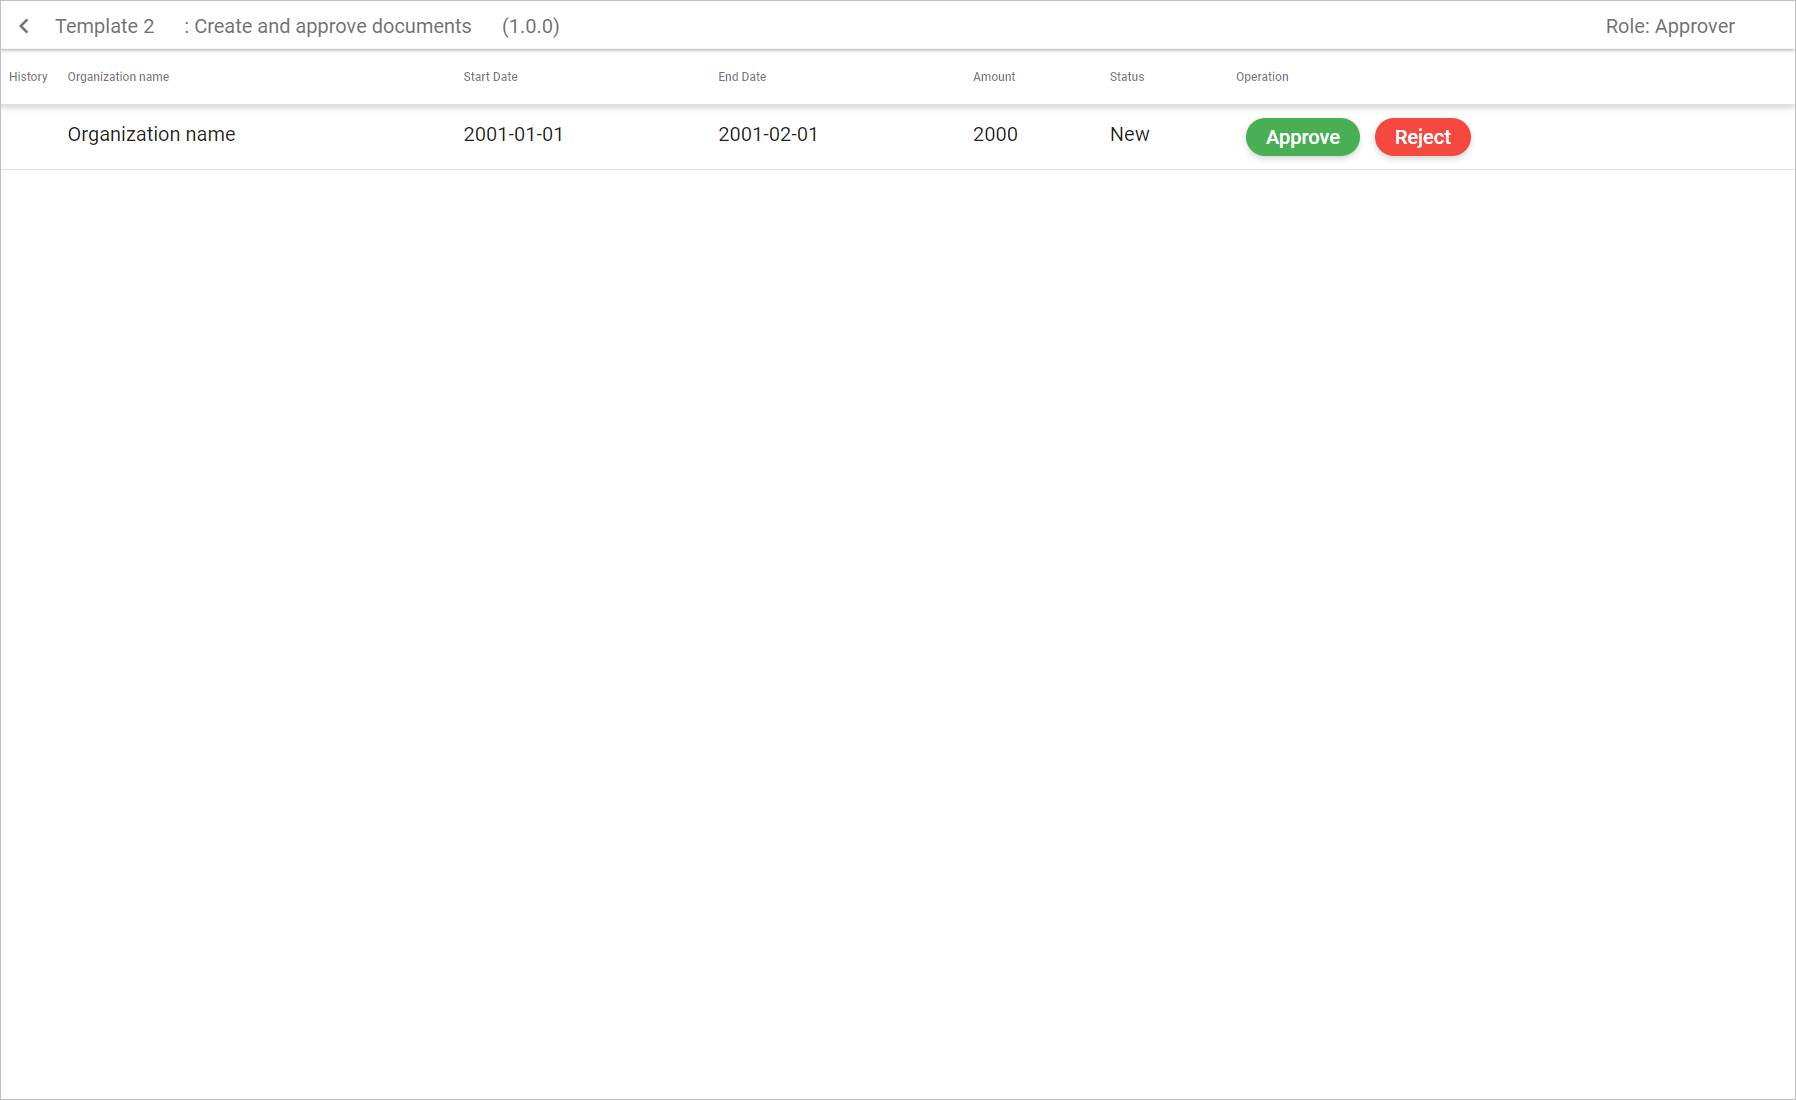 Template 2 : Create and approve documents (1.0.0) Role: Approver
History Organization name Start Date End Date Amount Status Operation
Organization name 2001-01-01 2001-02-01 2000 New Approve Reject